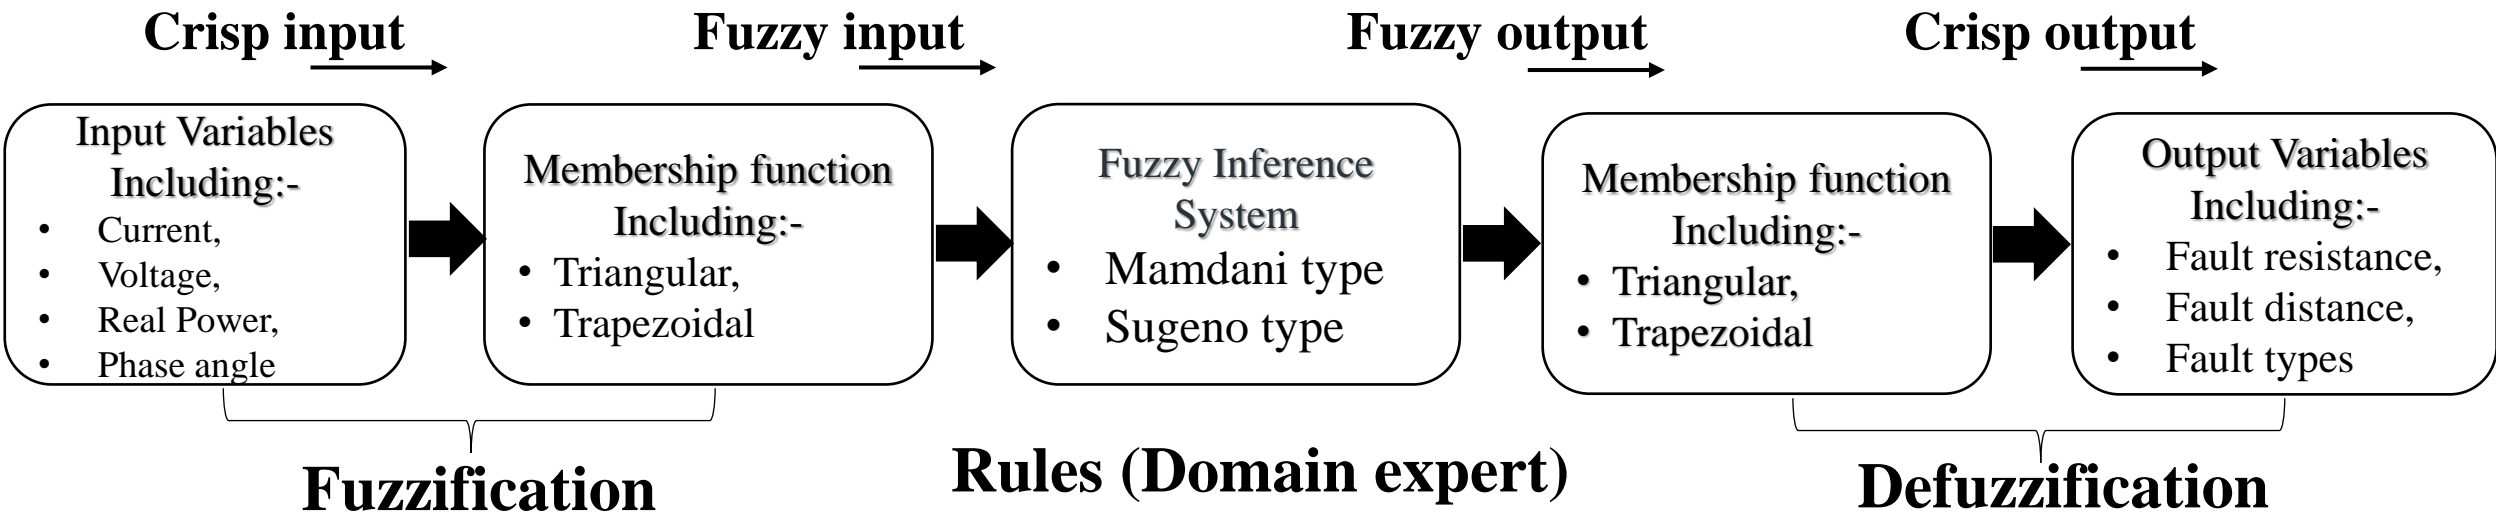 Crisp input
Fuzzy input
Fuzzy output
Crisp output
Input Variables
Including:-
• Current,
• Voltage,
• Real Power,
• Phase angle
Membership function
Including:-
• Triangular,
• Trapezoidal
Fuzzy Inference
System
• Mamdani type
• Sugeno type
Membership function
Including:-
• Triangular,
• Trapezoidal
Output Variables
Including:-
• Fault resistance,
• Fault distance,
• Fault types
Fuzzification
Rules (Domain expert)
Defuzzification